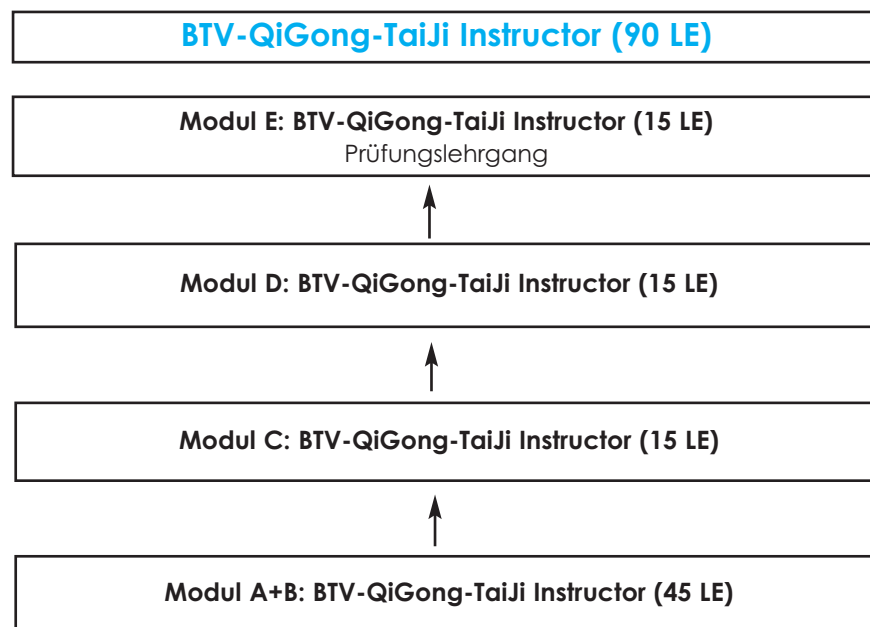 BTV-QiGong-TaiJi Instructor (90 LE)
Modul E: BTV-QiGong-TaiJi Instructor (15 LE)
Prüfungslehrgang
Modul D: BTV-QiGong-TaiJi Instructor (15 LE)
Modul C: BTV-QiGong-TaiJi Instructor (15 LE)
Modul A+B: BTV-QiGong-TaiJi Instructor (45 LE)